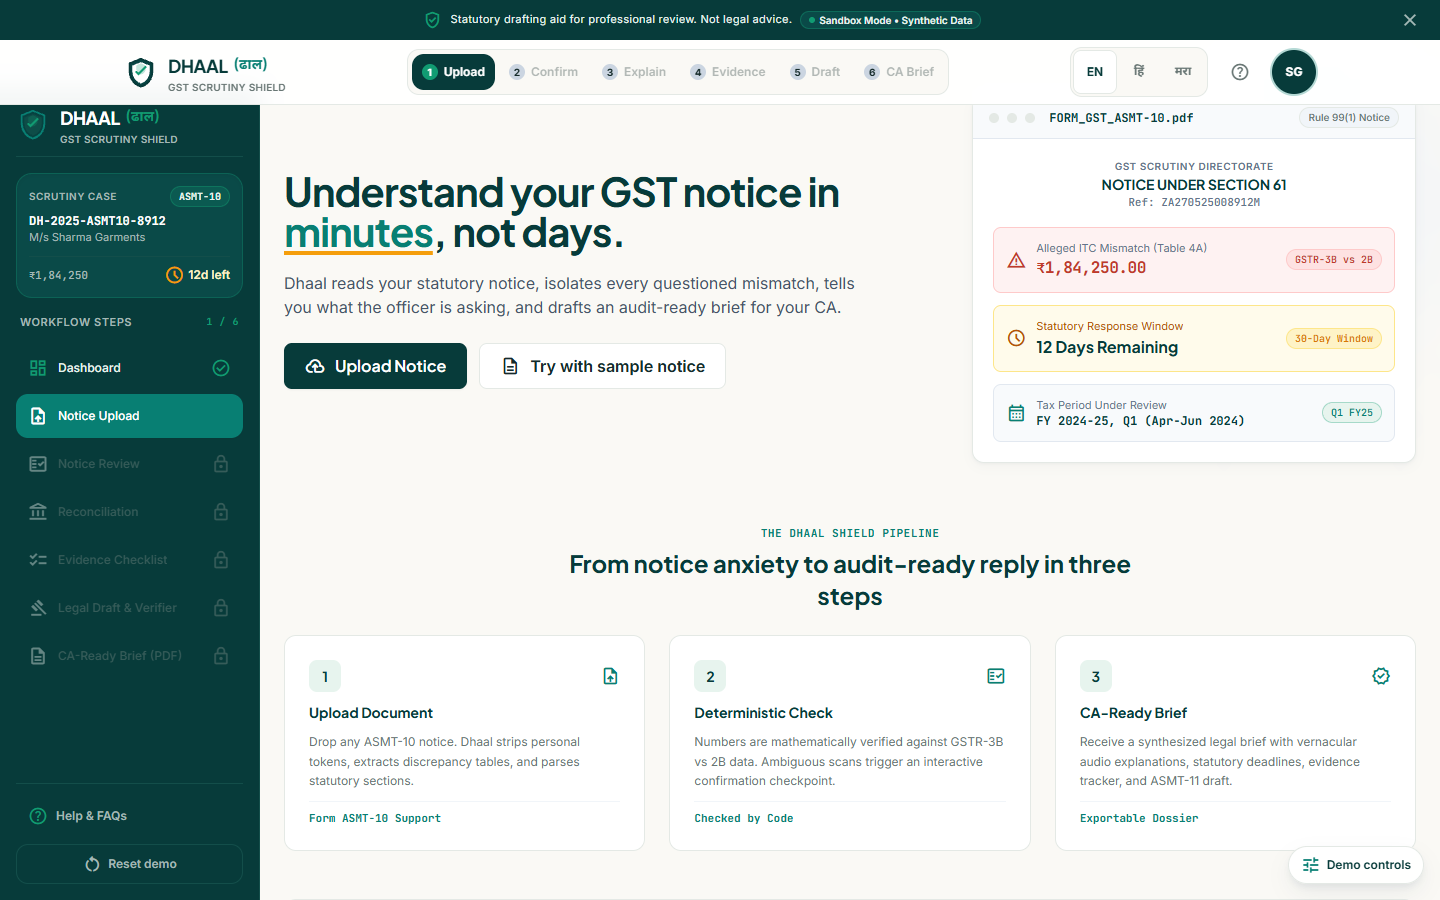 Statutory drafting aid for professional review. Not legal advice.
Sandbox Mode • Synthetic Data
DHAAL (ढाल)
GST SCRUTINY SHIELD
1 Upload
2 Confirm
3 Explain
4 Evidence
5 Draft
6 CA Brief
EN
हिं
मरा
SG
DHAAL (ढाल)
GST SCRUTINY SHIELD
SCRUTINY CASE
ASMT-10
DH-2025-ASMT10-8912
M/s Sharma Garments
₹1,84,250
12d left
WORKFLOW STEPS
1 / 6
Dashboard
Notice Upload
Notice Review
Reconciliation
Evidence Checklist
Legal Draft & Verifier
CA-Ready Brief (PDF)
Help & FAQs
Reset demo
Understand your GST notice in
minutes, not days.
Dhaal reads your statutory notice, isolates every questioned mismatch, tells
you what the officer is asking, and drafts an audit-ready brief for your CA.
Upload Notice
Try with sample notice
FORM_GST_ASMT-10.pdf
Rule 99(1) Notice
GST SCRUTINY DIRECTORATE
NOTICE UNDER SECTION 61
Ref: ZA270525008912M
Alleged ITC Mismatch (Table 4A)
₹1,84,250.00
GSTR-3B vs 2B
Statutory Response Window
12 Days Remaining
30-Day Window
Tax Period Under Review
FY 2024-25, Q1 (Apr-Jun 2024)
Q1 FY25
THE DHAAL SHIELD PIPELINE
From notice anxiety to audit-ready reply in three
steps
1
Upload Document
Drop any ASMT-10 notice. Dhaal strips personal
tokens, extracts discrepancy tables, and parses
statutory sections.
Form ASMT-10 Support
2
Deterministic Check
Numbers are mathematically verified against GSTR-3B
vs 2B data. Ambiguous scans trigger an interactive
confirmation checkpoint.
Checked by Code
3
CA-Ready Brief
Receive a synthesized legal brief with vernacular
audio explanations, statutory deadlines, evidence
tracker, and ASMT-11 draft.
Exportable Dossier
Demo controls